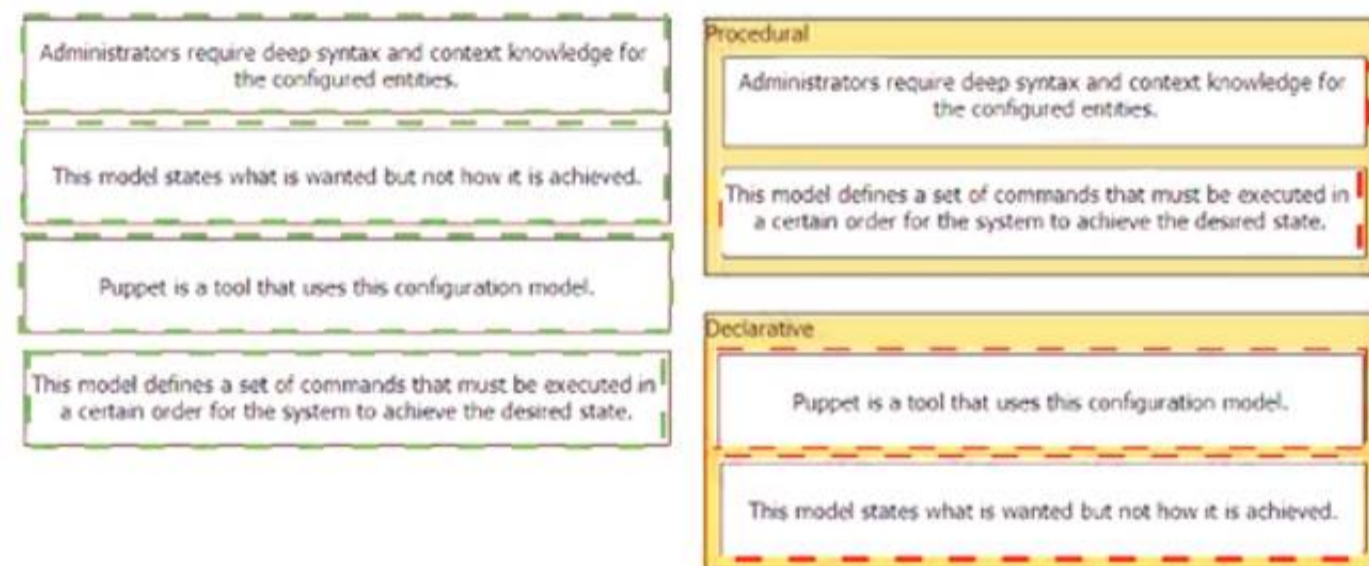 Administrators require deep syntax and context knowledge for
the configured entities.
This model states what is wanted but not how it is achieved.
Puppet is a tool that uses this configuration model.
This model defines a set of commands that must be executed in
a certain order for the system to achieve the desired state.
Procedural
Administrators require deep syntax and context knowledge for
the configured entities.
This model defines a set of commands that must be executed in
a certain order for the system to achieve the desired state.
Declarative
Puppet is a tool that uses this configuration model.
This model states what is wanted but not how it is achieved.